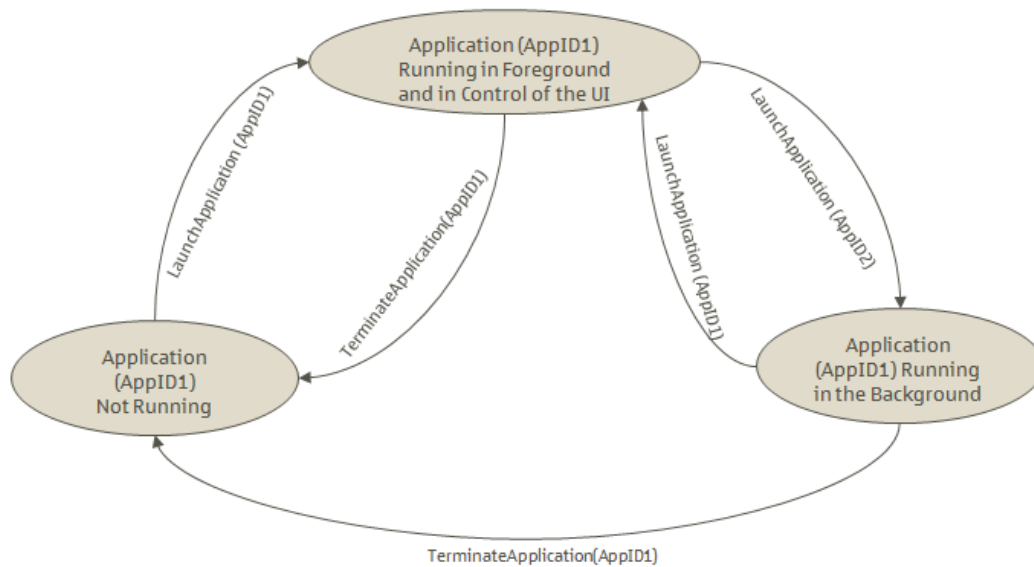 Application (AppID1)
Running in Foreground
and in Control of the UI
LaunchApplication (AppID1)
TerminateApplication(AppID1)
LaunchApplication (AppID1)
LaunchApplication (AppID2)
Application
(AppID1)
Not Running
Application
(AppID1) Running
in the Background
TerminateApplication(AppID1)